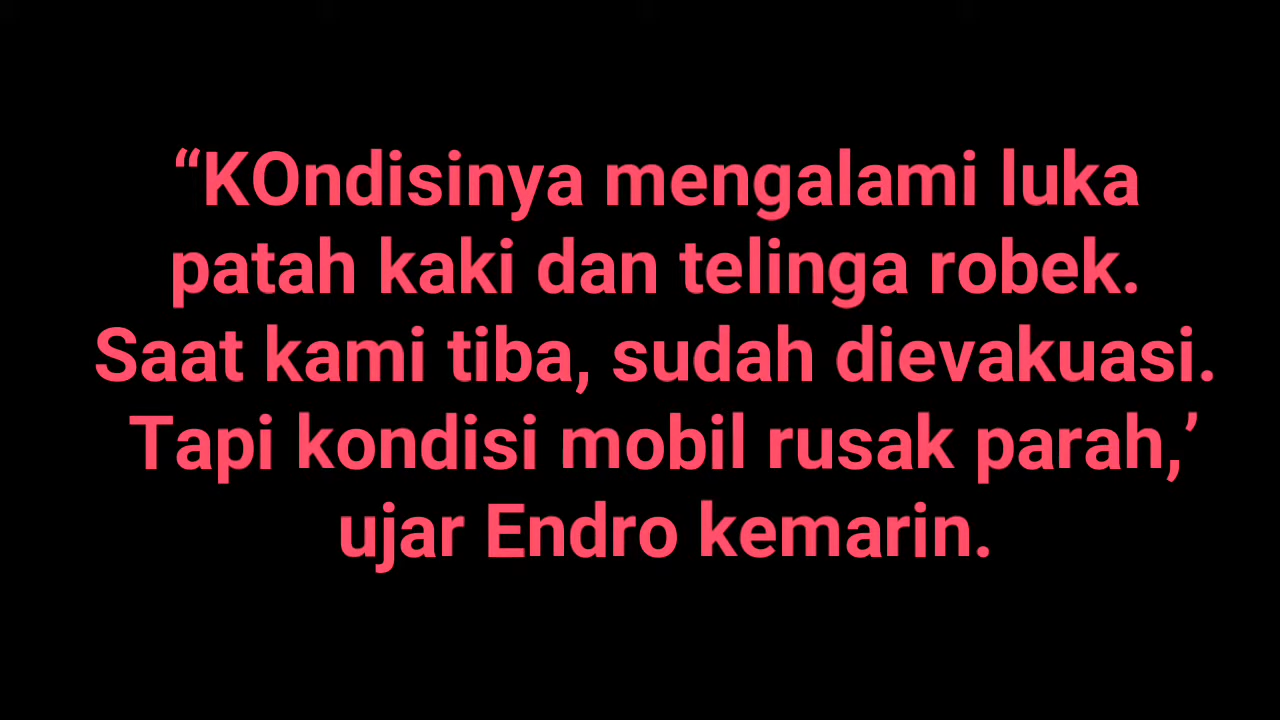 “KOndisinya mengalami luka
patah kaki dan telinga robek.
Saat kami tiba, sudah dievakuasi.
Tapi kondisi mobil rusak parah,’
ujar Endro kemarin.